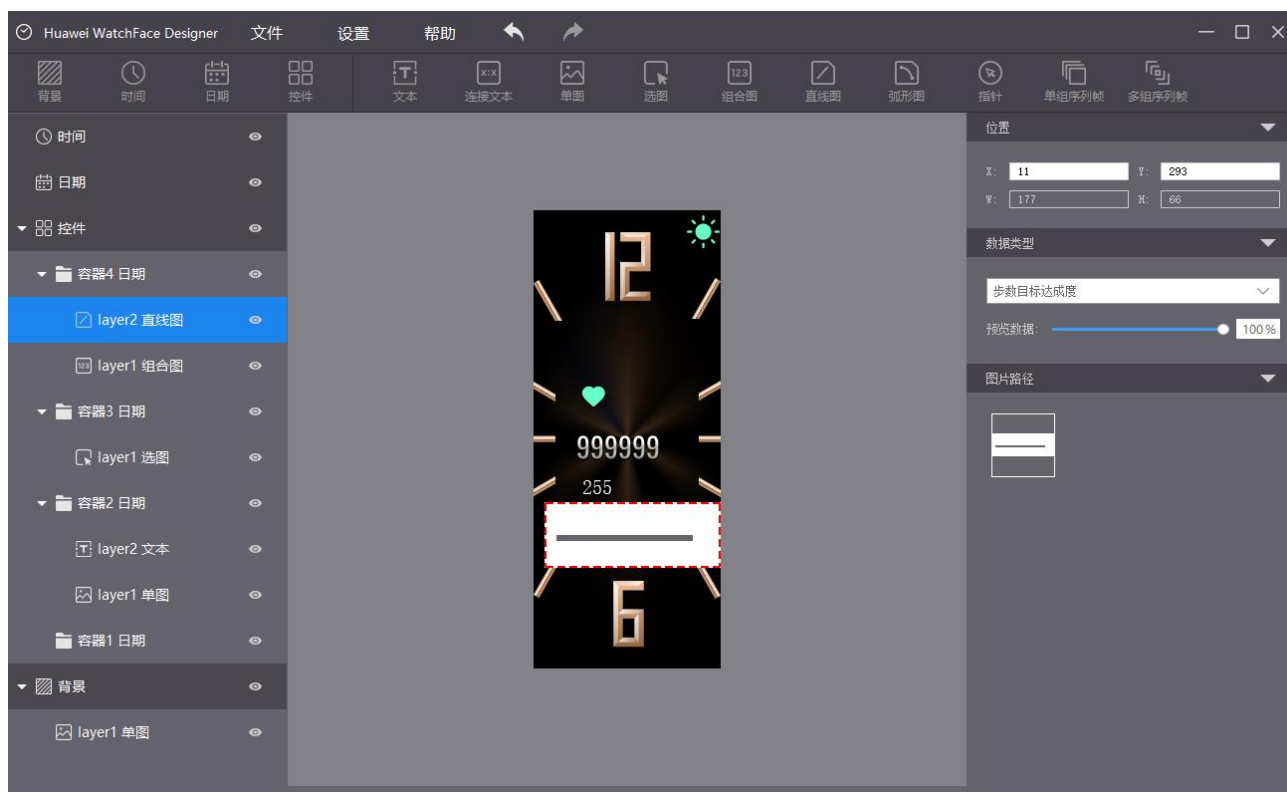 Huawei WatchFace Designer 文件 设置 帮助
背景 时间 日期 控件 文本 连接文本 单图 选图 组合图 直线图 弧形图 指针 单组序列帧 多组序列帧
时间
日期
控件
容器4 日期
layer2 直线图
layer1 组合图
容器3 日期
layer1 选图
容器2 日期
layer2 文本
layer1 单图
容器1 日期
背景
layer1 单图
12
999999
255
6
位置
X: 11 Y: 293
W: 177 H: 66
数据类型
步数目标达成度
预览数据: 100 %
图片路径